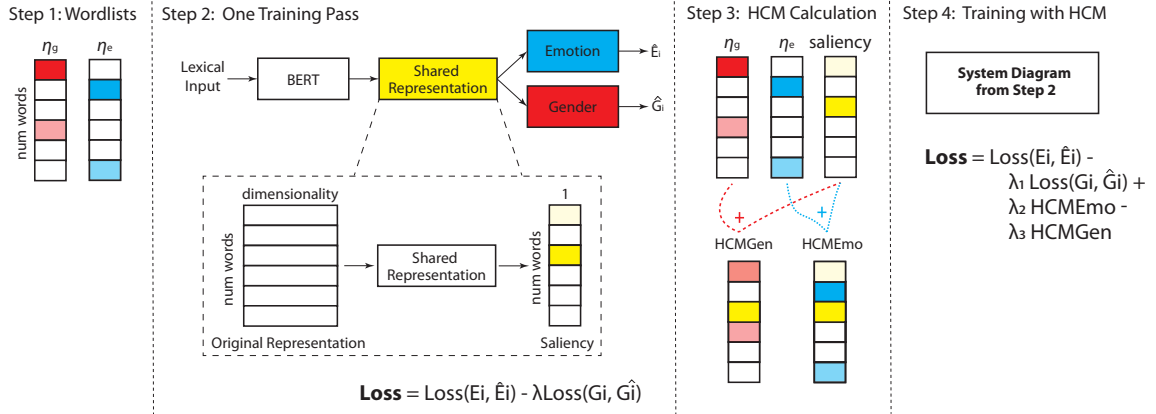 Step 1: Wordlists
ηg
ηe
num words
Step 2: One Training Pass
Lexical
Input
BERT
Shared
Representation
Emotion
Êi
Gender
Ĝi
dimensionality
num words
Original Representation
Shared
Representation
1
num words
Saliency
Loss = Loss(Ei, Êi) - λLoss(Gi, Gî)
Step 3: HCM Calculation
ηg
ηe
saliency
+
+
HCMGen
HCMEmo
Step 4: Training with HCM
System Diagram
from Step 2
Loss = Loss(Ei, Êi) -
λ1 Loss(Gi, Ĝi) +
λ2 HCMEmo -
λ3 HCMGen